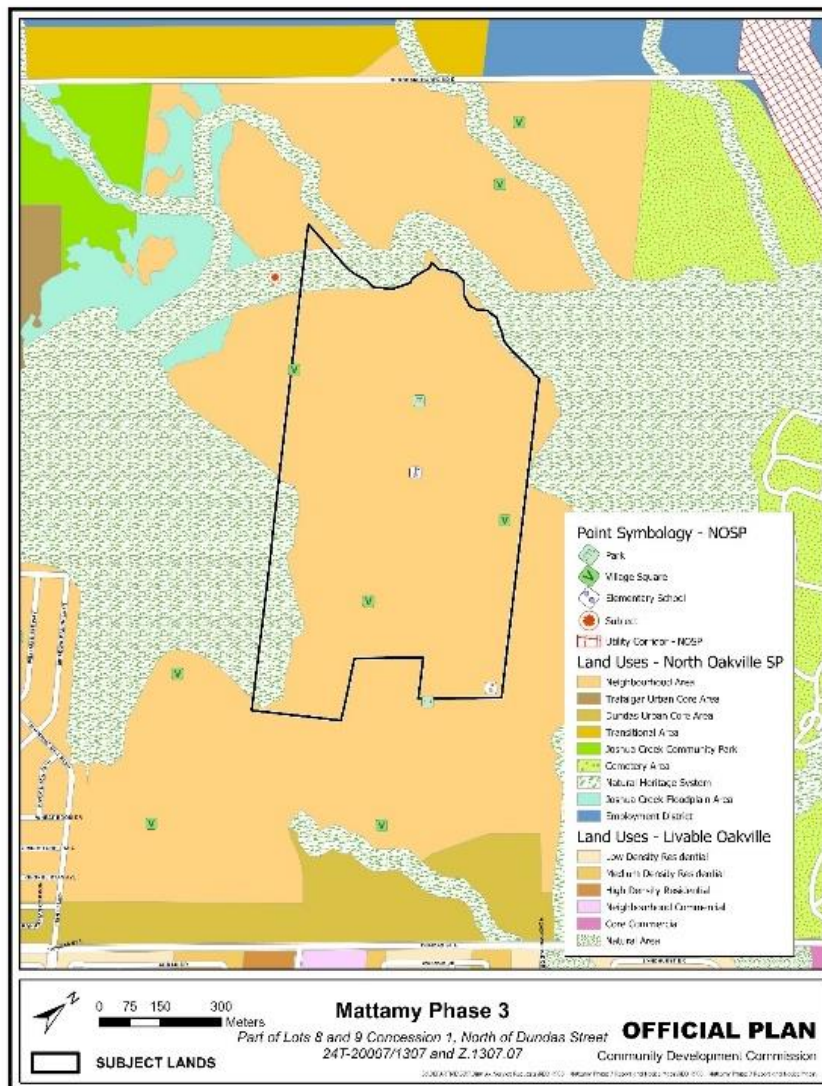 V
V
V
V
V
V
V
V
Point Symbology - NOSP
Park
Village Square
Elementary School
Subject
Utility Corridor - NOSP
Land Uses - North Oakville SP
Neighbourhood Area
Trafalgar Urban Core Area
Dundas Urban Core Area
Transitional Area
Joshua Creek Community Park
Cemetery Area
Natural Heritage System
Joshua Creek Floodplain Area
Employment District
Land Uses - Livable Oakville
Low Density Residential
Medium Density Residential
High Density Residential
Neighbourhood Commercial
Core Commercial
Natural Area
N
0 75 150 300
Meters
SUBJECT LANDS
Mattamy Phase 3
Part of Lots 8 and 9 Concession 1, North of Dundas Street
24T-20007/1307 and Z.1307.07
OFFICIAL PLAN
Community Development Commission